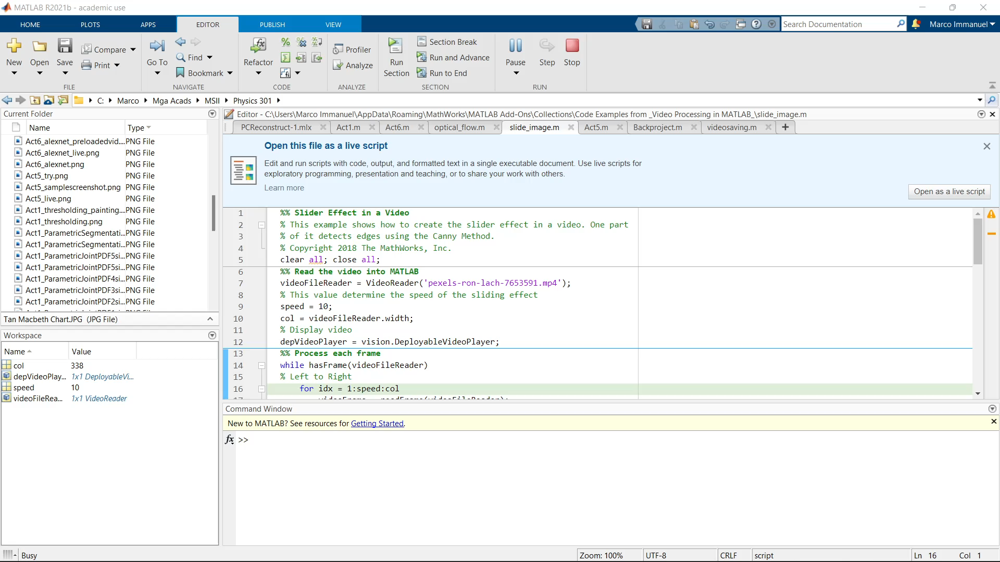 MATLAB R2021b - academic use
HOME PLOTS APPS EDITOR PUBLISH VIEW
Search Documentation
Marco Immanuel
New Open Save Compare Print
Go To Find Bookmark
Refactor
Profiler Analyze
Run Section
Section Break
Run and Advance
Run to End
Pause Step Stop
FILE NAVIGATE CODE ANALYZE SECTION RUN
C: Marco Mga Acads MSII Physics 301
Current Folder
Name Type
Act6_alexnet_preloadedvid.... PNG File
Act6_alexnet_live.png PNG File
Act6_alexnet.png PNG File
Act5_try.png PNG File
Act5_samplescreenshot.png PNG File
Act5_live.png PNG File
Act1_thresholding_painting.... PNG File
Act1_thresholding.png PNG File
Act1_ParametricSegmentati... PNG File
Act1_ParametricSegmentati... PNG File
Act1_ParametricJointPDF5si... PNG File
Act1_ParametricJointPDF5si... PNG File
Act1_ParametricJointPDF4si... PNG File
Act1_ParametricJointPDF3si... PNG File
Act1_ParametricJointPDF2si... PNG File
Tan Macbeth Chart.JPG (JPG File)
Workspace
Name Value
col 338
depVideoPlay... 1x1 DeployableVi...
speed 10
videoFileRea... 1x1 VideoReader
Editor - C:\Users\Marco Immanuel\AppData\Roaming\MathWorks\MATLAB Add-Ons\Collections\Code Examples from _Video Processing in MATLAB_\slide_image.m
PCReconstruct-1.mlx Act1.m Act6.m optical_flow.m slide_image.m Act5.m Backproject.m videosaving.m +
Open this file as a live script
Edit and run scripts with code, output, and formatted text in a single executable document. Use live scripts for
exploratory programming, presentation and teaching, or to share your work with others.
Learn more
Open as a live script
1 %% Slider Effect in a Video
2 % This example shows how to create the slider effect in a video. One part
3 % of it detects edges using the Canny Method.
4 % Copyright 2018 The MathWorks, Inc.
5 clear all; close all;
6 %% Read the video into MATLAB
7 videoFileReader = VideoReader('pexels-ron-lach-7653591.mp4');
8 % This value determine the speed of the sliding effect
9 speed = 10;
10 col = videoFileReader.width;
11 % Display video
12 depVideoPlayer = vision.DeployableVideoPlayer;
13 %% Process each frame
14 while hasFrame(videoFileReader)
15 % Left to Right
16 for idx = 1:speed:col
Command Window
New to MATLAB? See resources for Getting Started.
fx >>
Busy
Zoom: 100% UTF-8 CRLF script Ln 16 Col 1